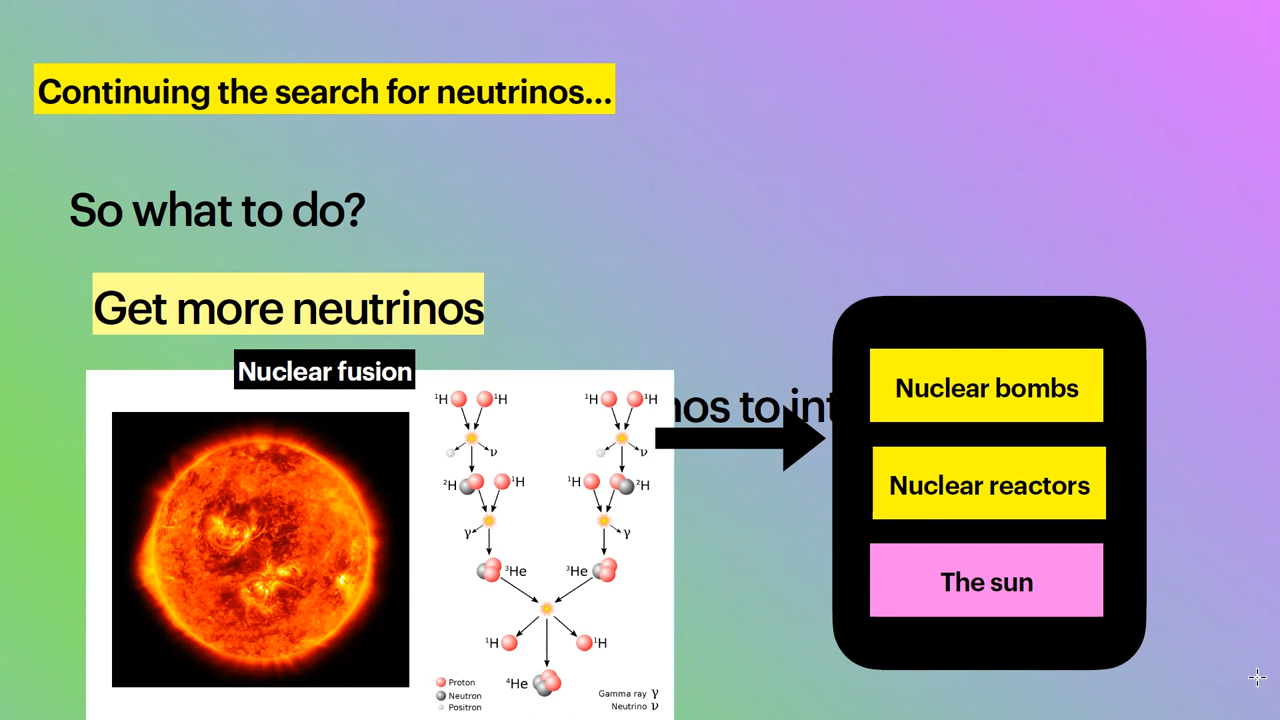 Continuing the search for neutrinos...
So what to do?
Get more neutrinos
Nuclear fusion
to
¹H ¹H ¹H ¹H
ν ν
²H ¹H ¹H ²H
γ γ
³He ³He
¹H ¹H
⁴He
Proton
Neutron
Positron
Gamma ray γ
Neutrino ν
Nuclear bombs
Nuclear reactors
The sun